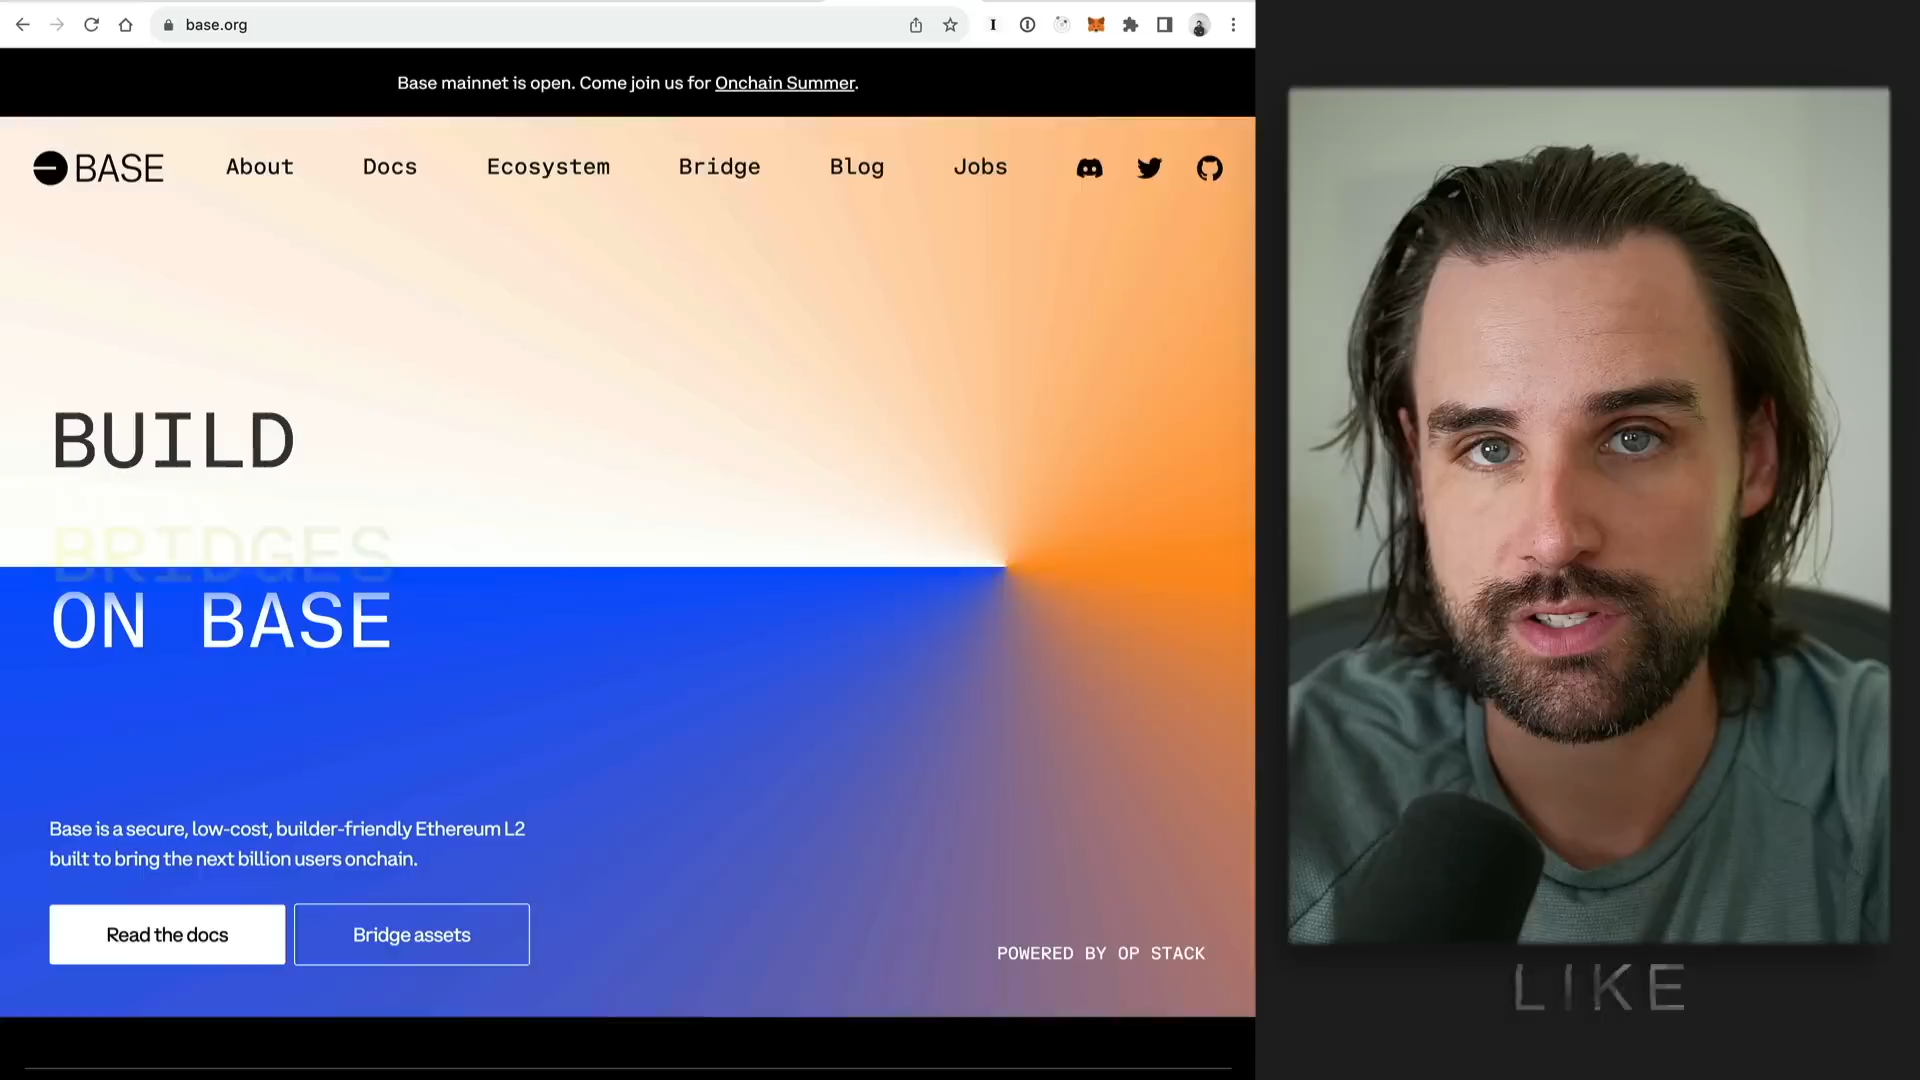 base.org
Base mainnet is open. Come join us for Onchain Summer.
BASE
About
Docs
Ecosystem
Bridge
Blog
Jobs
BUILD
BRIDGES
ON BASE
Base is a secure, low-cost, builder-friendly Ethereum L2
built to bring the next billion users onchain.
Read the docs
Bridge assets
POWERED BY OP STACK
LIKE